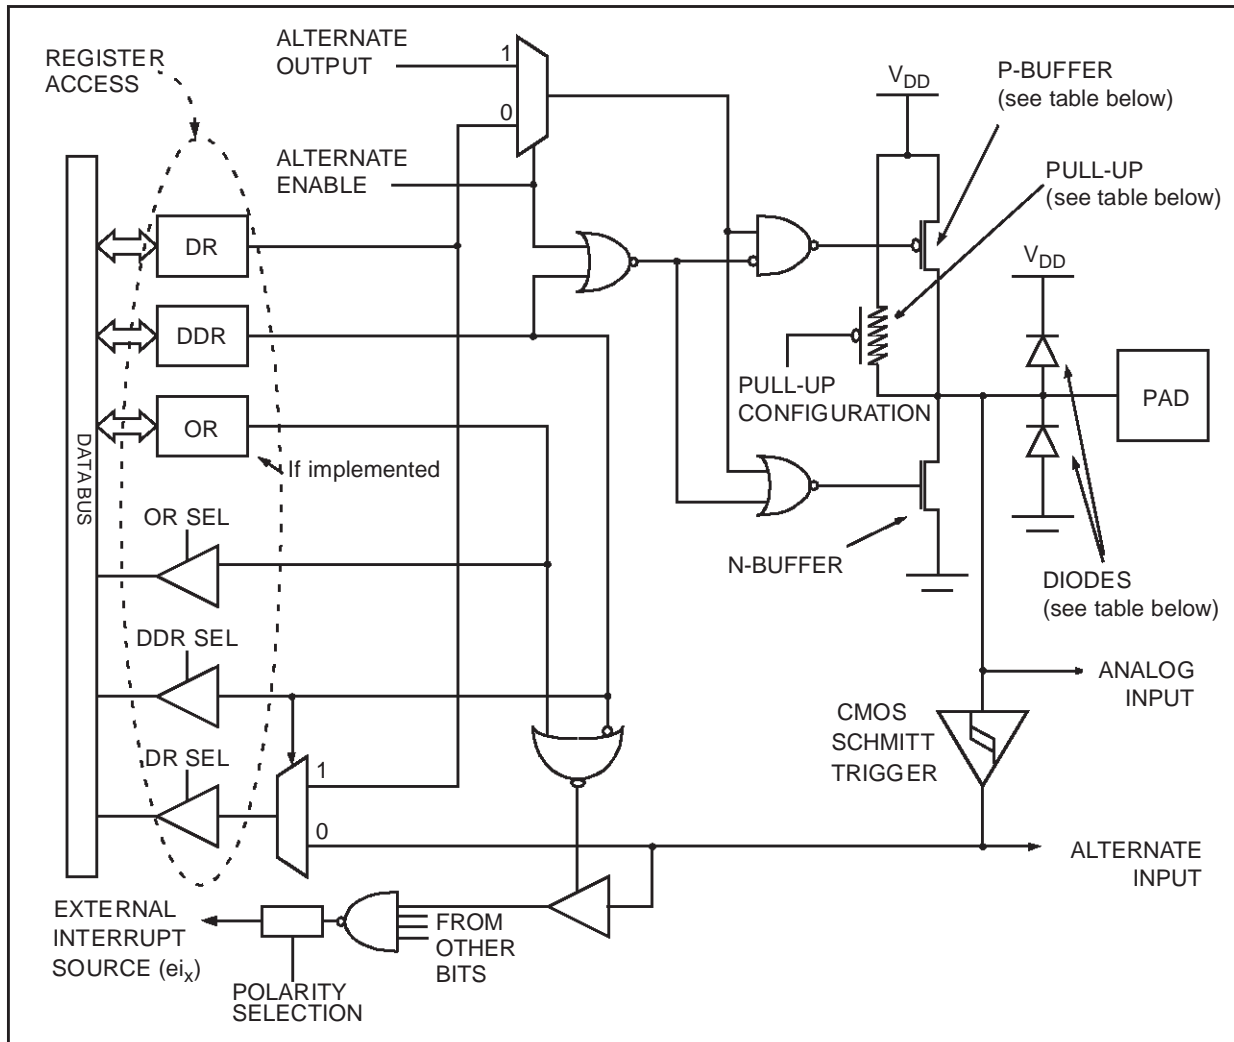 REGISTER
ACCESS
ALTERNATE
OUTPUT
1
0
ALTERNATE
ENABLE
VDD
P-BUFFER
(see table below)
PULL-UP
(see table below)
VDD
DR
DDR
OR
If implemented
DATA BUS
PULL-UP
CONFIGURATION
PAD
OR SEL
N-BUFFER
DIODES
(see table below)
DDR SEL
ANALOG
INPUT
CMOS
SCHMITT
TRIGGER
DR SEL
1
0
ALTERNATE
INPUT
EXTERNAL
INTERRUPT
SOURCE (eix)
FROM
OTHER
BITS
POLARITY
SELECTION